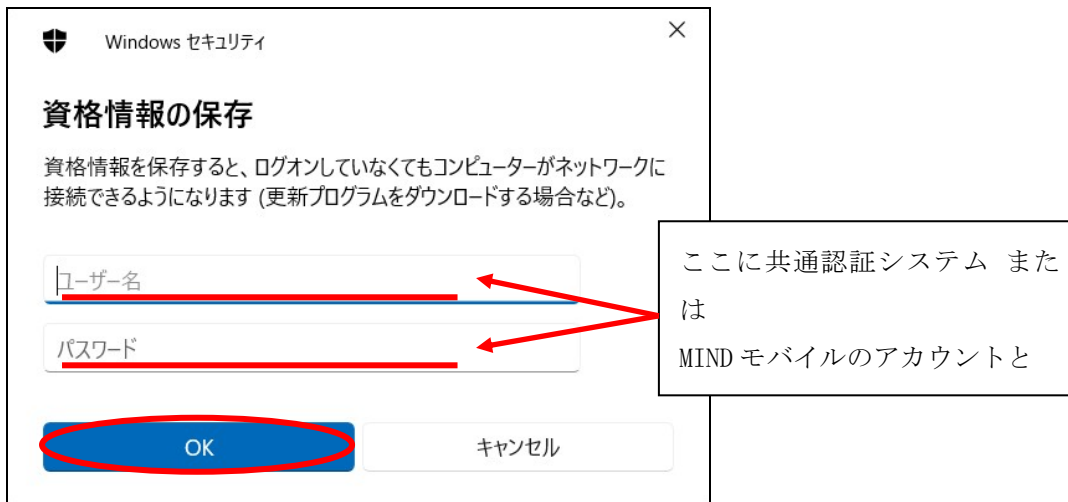 Windows セキュリティ
資格情報の保存
資格情報を保存すると、ログオンしていなくてもコンピューターがネットワークに
接続できるようになります (更新プログラムをダウンロードする場合など)。
ユーザー名
パスワード
OK
キャンセル
ここに共通認証システム また
は
MIND モバイルのアカウントと